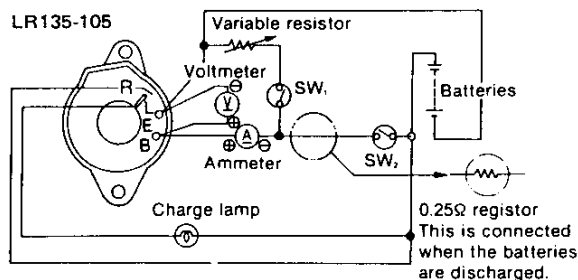 LR135-105
Variable resistor
Voltmeter
R
L
E
B
V
SW₁
Batteries
A
Ammeter
SW₂
Charge lamp
0.25Ω registor
This is connected
when the batteries
are discharged.